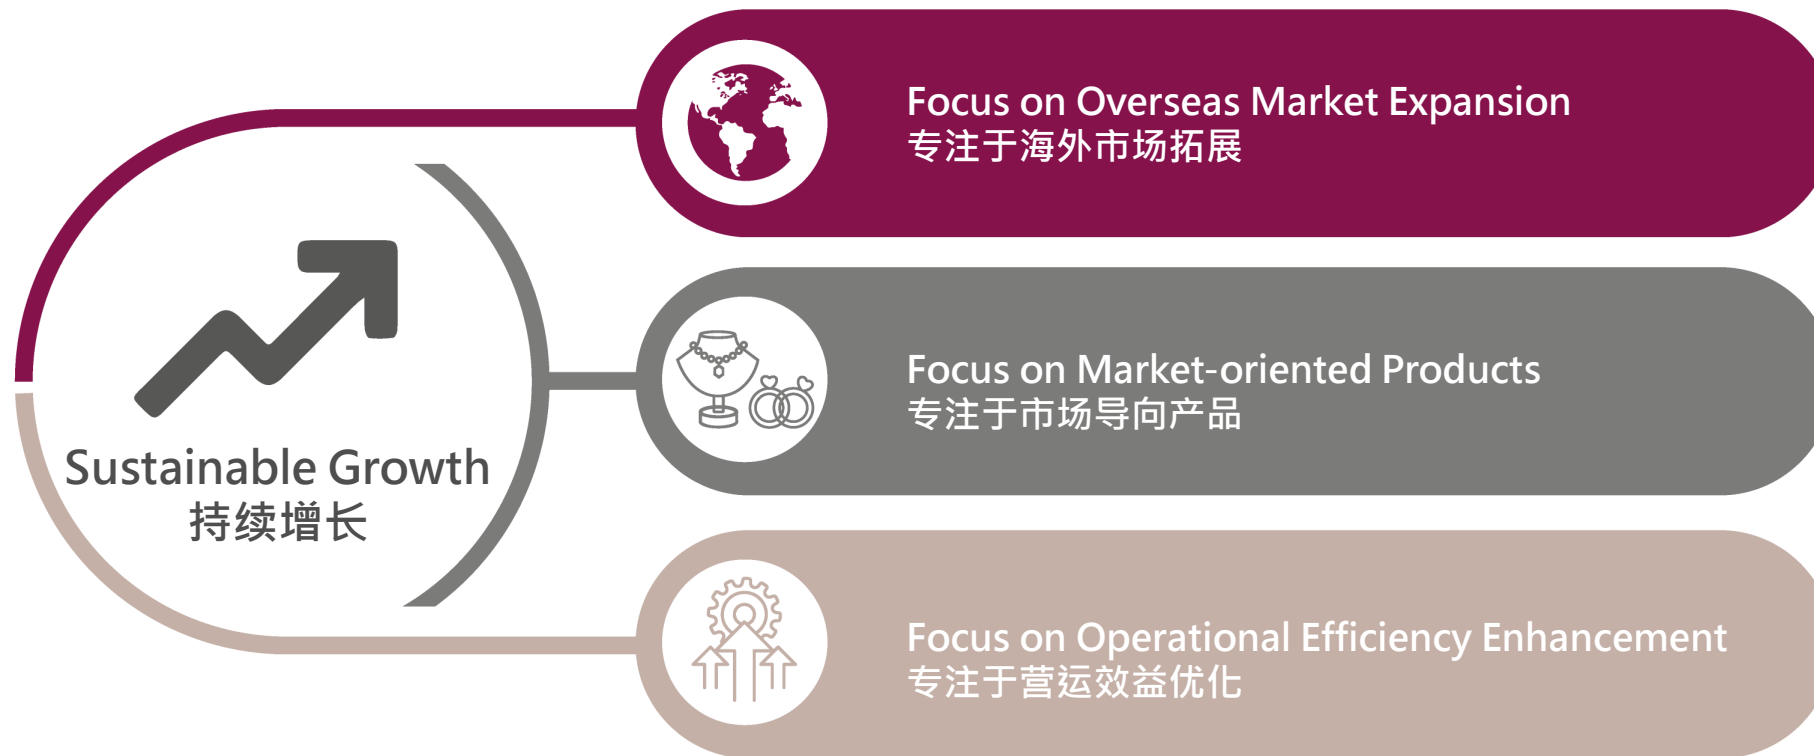 Sustainable Growth
持续增长
Focus on Overseas Market Expansion
专注于海外市场拓展
Focus on Market-oriented Products
专注于市场导向产品
Focus on Operational Efficiency Enhancement
专注于营运效益优化